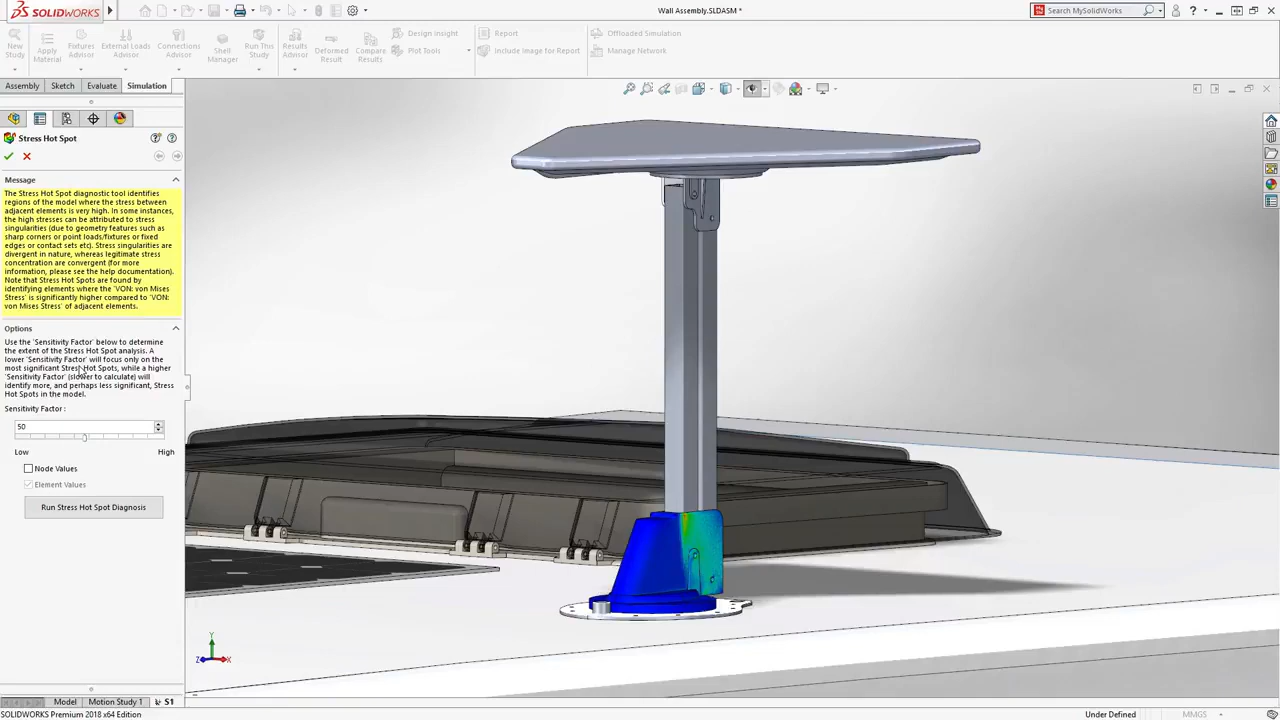 SOLIDWORKS
Wall Assembly.SLDASM *
Search MySolidWorks
New Study
Apply Material
Fixtures Advisor
External Loads Advisor
Connections Advisor
Shell Manager
Run This Study
Results Advisor
Deformed Result
Compare Results
Design Insight
Plot Tools
Report
Include Image for Report
Offloaded Simulation
Manage Network
Assembly
Sketch
Evaluate
Simulation
Stress Hot Spot
Message
The Stress Hot Spot diagnostic tool identifies
regions of the model where the stress between
adjacent elements is very high. In some instances,
the high stresses can be attributed to stress
singularities (due to geometry features such as
sharp corners or point loads/fixtures or fixed
edges or contact sets etc). Stress singularities are
divergent in nature, whereas legitimate stress
concentration are convergent (for more
information, please see the help documentation).
Note that Stress Hot Spots are found by
identifying elements where the 'VON: von Mises
Stress' is significantly higher compared to 'VON:
von Mises Stress' of adjacent elements.
Options
Use the 'Sensitivity Factor' below to determine
the extent of the Stress Hot Spot analysis. A
lower 'Sensitivity Factor' will focus only on the
most significant Stress Hot Spots, while a higher
'Sensitivity Factor' (slower to calculate) will
identify more, and perhaps less significant, Stress
Hot Spots in the model.
Sensitivity Factor :
50
Low High
Node Values
Element Values
Run Stress Hot Spot Diagnosis
Y
Z X
Model
Motion Study 1
S1
SOLIDWORKS Premium 2018 x64 Edition
Under Defined
MMGS